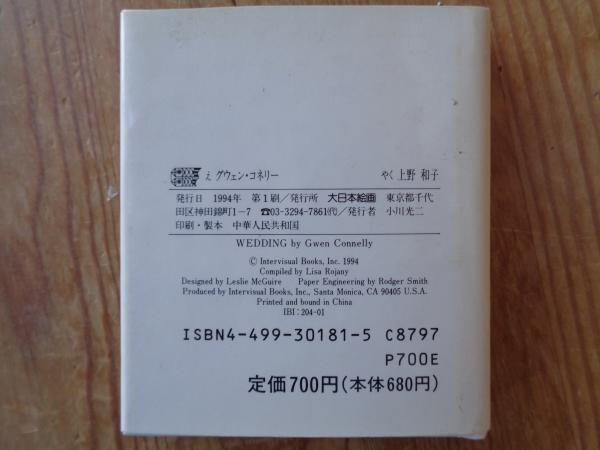 え グウェン・コネリー やく 上野 和子
発行日 1994年 第1刷／発行所 大日本絵画 東京都千代
田区神田錦町1－7 ☎03-3294-7861(代)／発行者 小川光二
印刷・製本 中華人民共和国
WEDDING by Gwen Connelly
© Intervisual Books, Inc. 1994
Compiled by Lisa Rojany
Designed by Leslie McGuire Paper Engineering by Rodger Smith
Produced by Intervisual Books, Inc., Santa Monica, CA 90405 U.S.A.
Printed and bound in China
IBI: 204-01
ISBN4-499-30181-5 C8797
P700E
定価700円(本体680円)